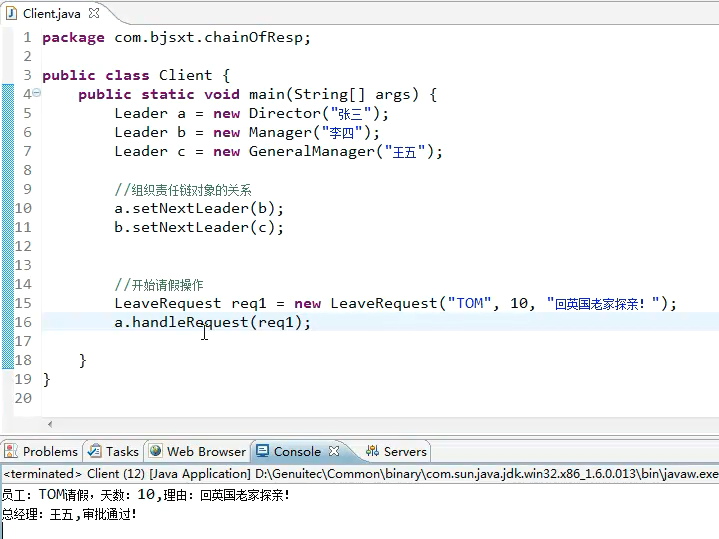 Client.java
1 package com.bjsxt.chainOfResp;
2
3 public class Client {
4 public static void main(String[] args) {
5 Leader a = new Director("张三");
6 Leader b = new Manager("李四");
7 Leader c = new GeneralManager("王五");
8
9 //组织责任链对象的关系
10 a.setNextLeader(b);
11 b.setNextLeader(c);
12
13
14 //开始请假操作
15 LeaveRequest req1 = new LeaveRequest("TOM", 10, "回英国老家探亲！");
16 a.handleRequest(req1);
17
18 }
19 }
20
Problems Tasks Web Browser Console Servers
<terminated> Client (12) [Java Application] D:\Genuitec\Common\binary\com.sun.java.jdk.win32.x86_1.6.0.013\bin\javaw.exe
员工：TOM请假，天数：10,理由：回英国老家探亲！
总经理：王五,审批通过！